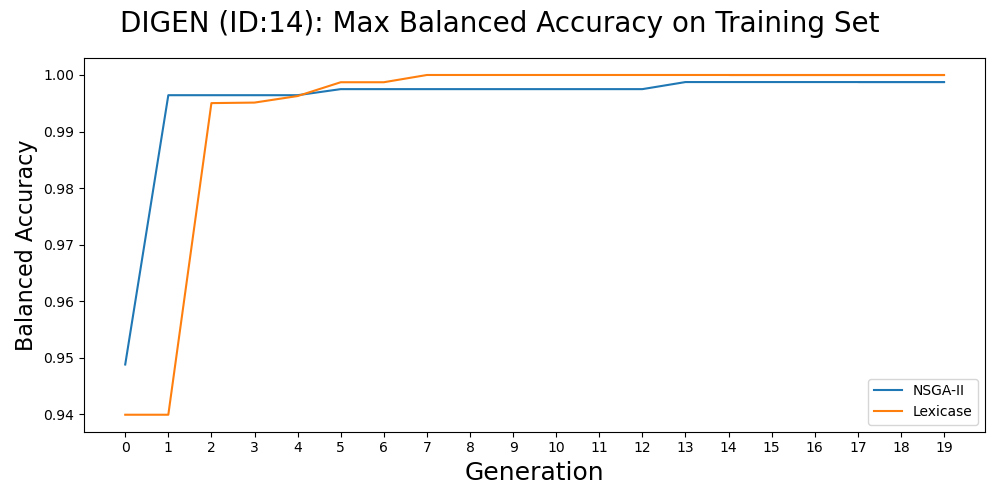 DIGEN (ID:14): Max Balanced Accuracy on Training Set
Balanced Accuracy
1.00
0.99
0.98
0.97
0.96
0.95
0.94
NSGA-II
Lexicase
0 1 2 3 4 5 6 7 8 9 10 11 12 13 14 15 16 17 18 19
Generation